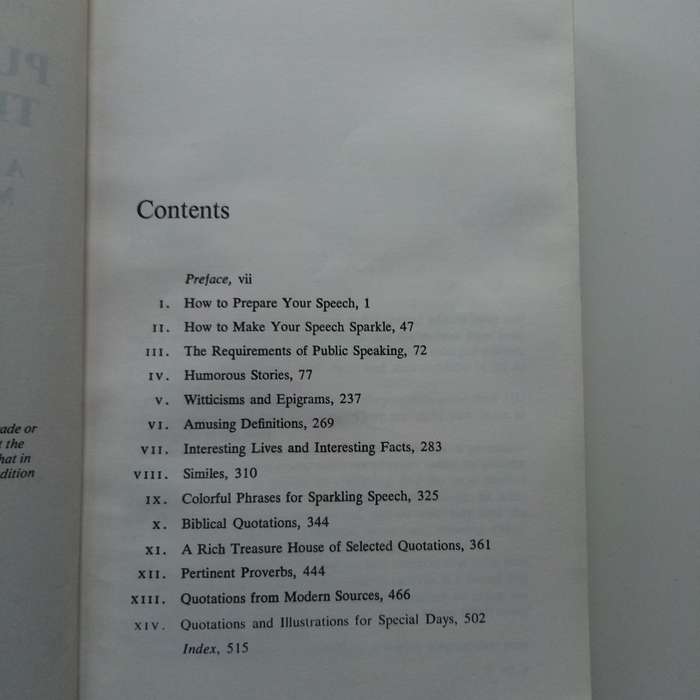 Contents
Preface, vii
I. How to Prepare Your Speech, 1
II. How to Make Your Speech Sparkle, 47
III. The Requirements of Public Speaking, 72
IV. Humorous Stories, 77
V. Witticisms and Epigrams, 237
VI. Amusing Definitions, 269
VII. Interesting Lives and Interesting Facts, 283
VIII. Similes, 310
IX. Colorful Phrases for Sparkling Speech, 325
X. Biblical Quotations, 344
XI. A Rich Treasure House of Selected Quotations, 361
XII. Pertinent Proverbs, 444
XIII. Quotations from Modern Sources, 466
XIV. Quotations and Illustrations for Special Days, 502
Index, 515
ade or
the
hat in
dition